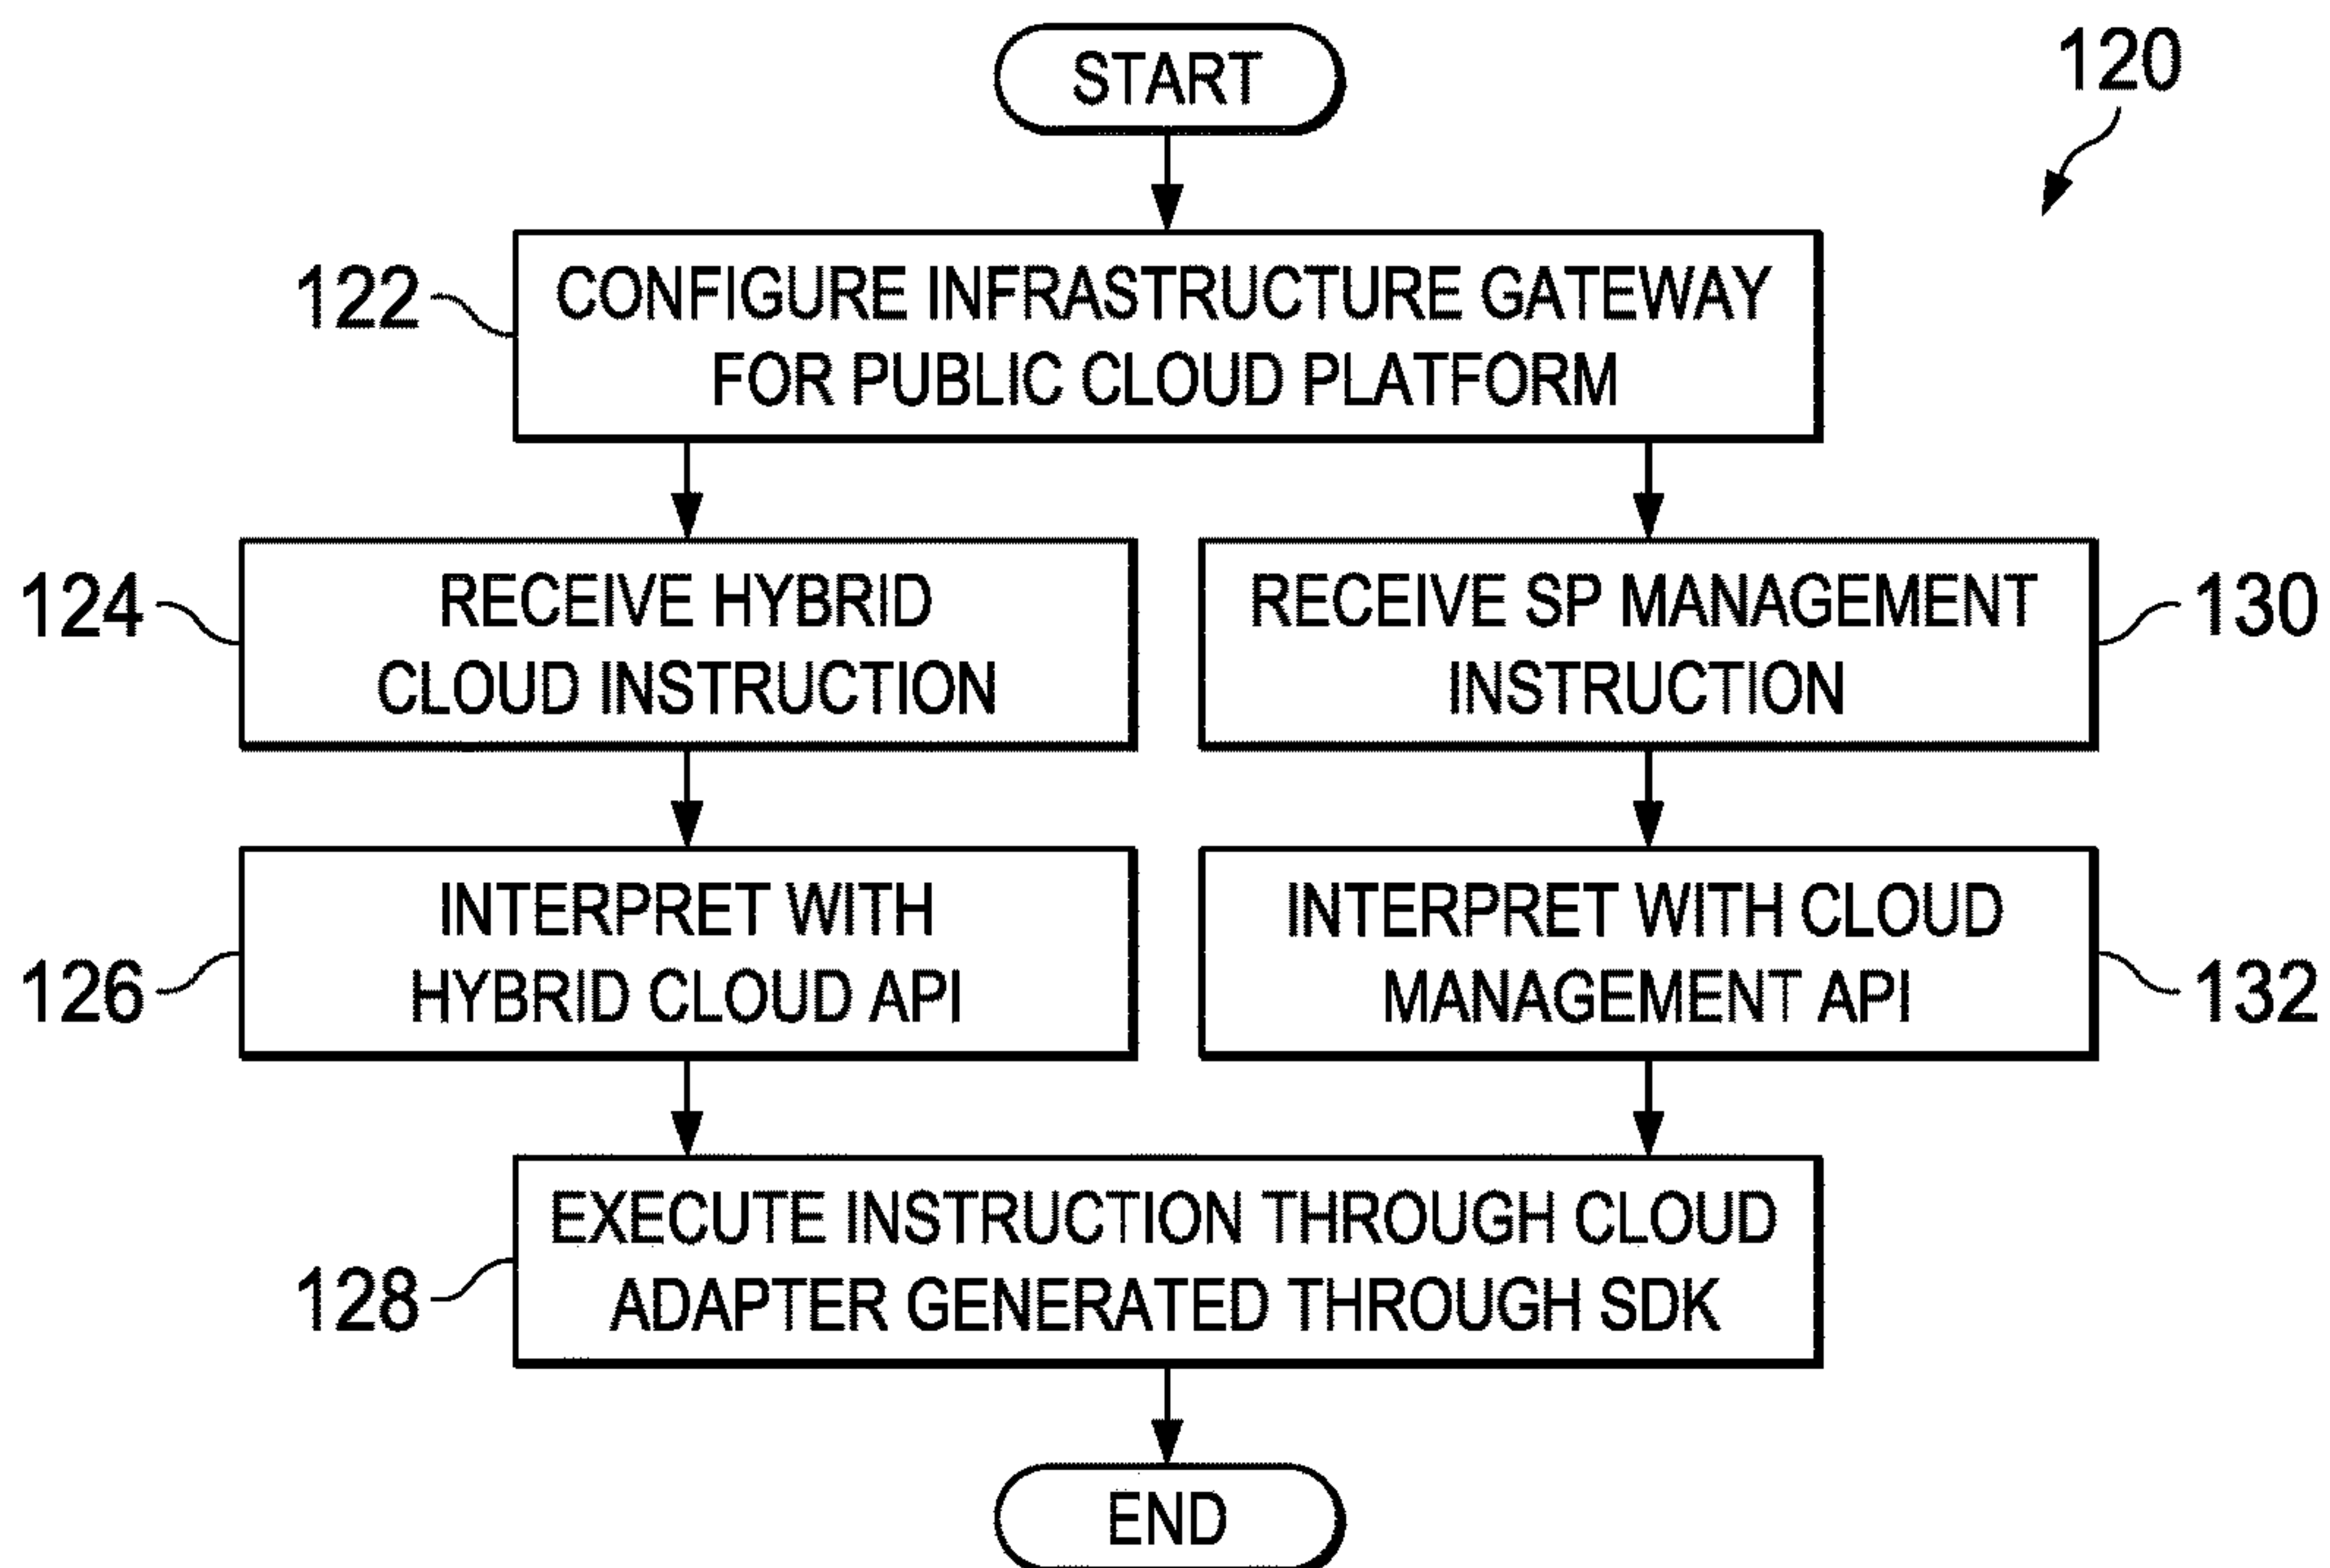 START
120
122
CONFIGURE INFRASTRUCTURE GATEWAY
FOR PUBLIC CLOUD PLATFORM
124
RECEIVE HYBRID
CLOUD INSTRUCTION
RECEIVE SP MANAGEMENT
INSTRUCTION
130
126
INTERPRET WITH
HYBRID CLOUD API
INTERPRET WITH CLOUD
MANAGEMENT API
132
128
EXECUTE INSTRUCTION THROUGH CLOUD
ADAPTER GENERATED THROUGH SDK
END